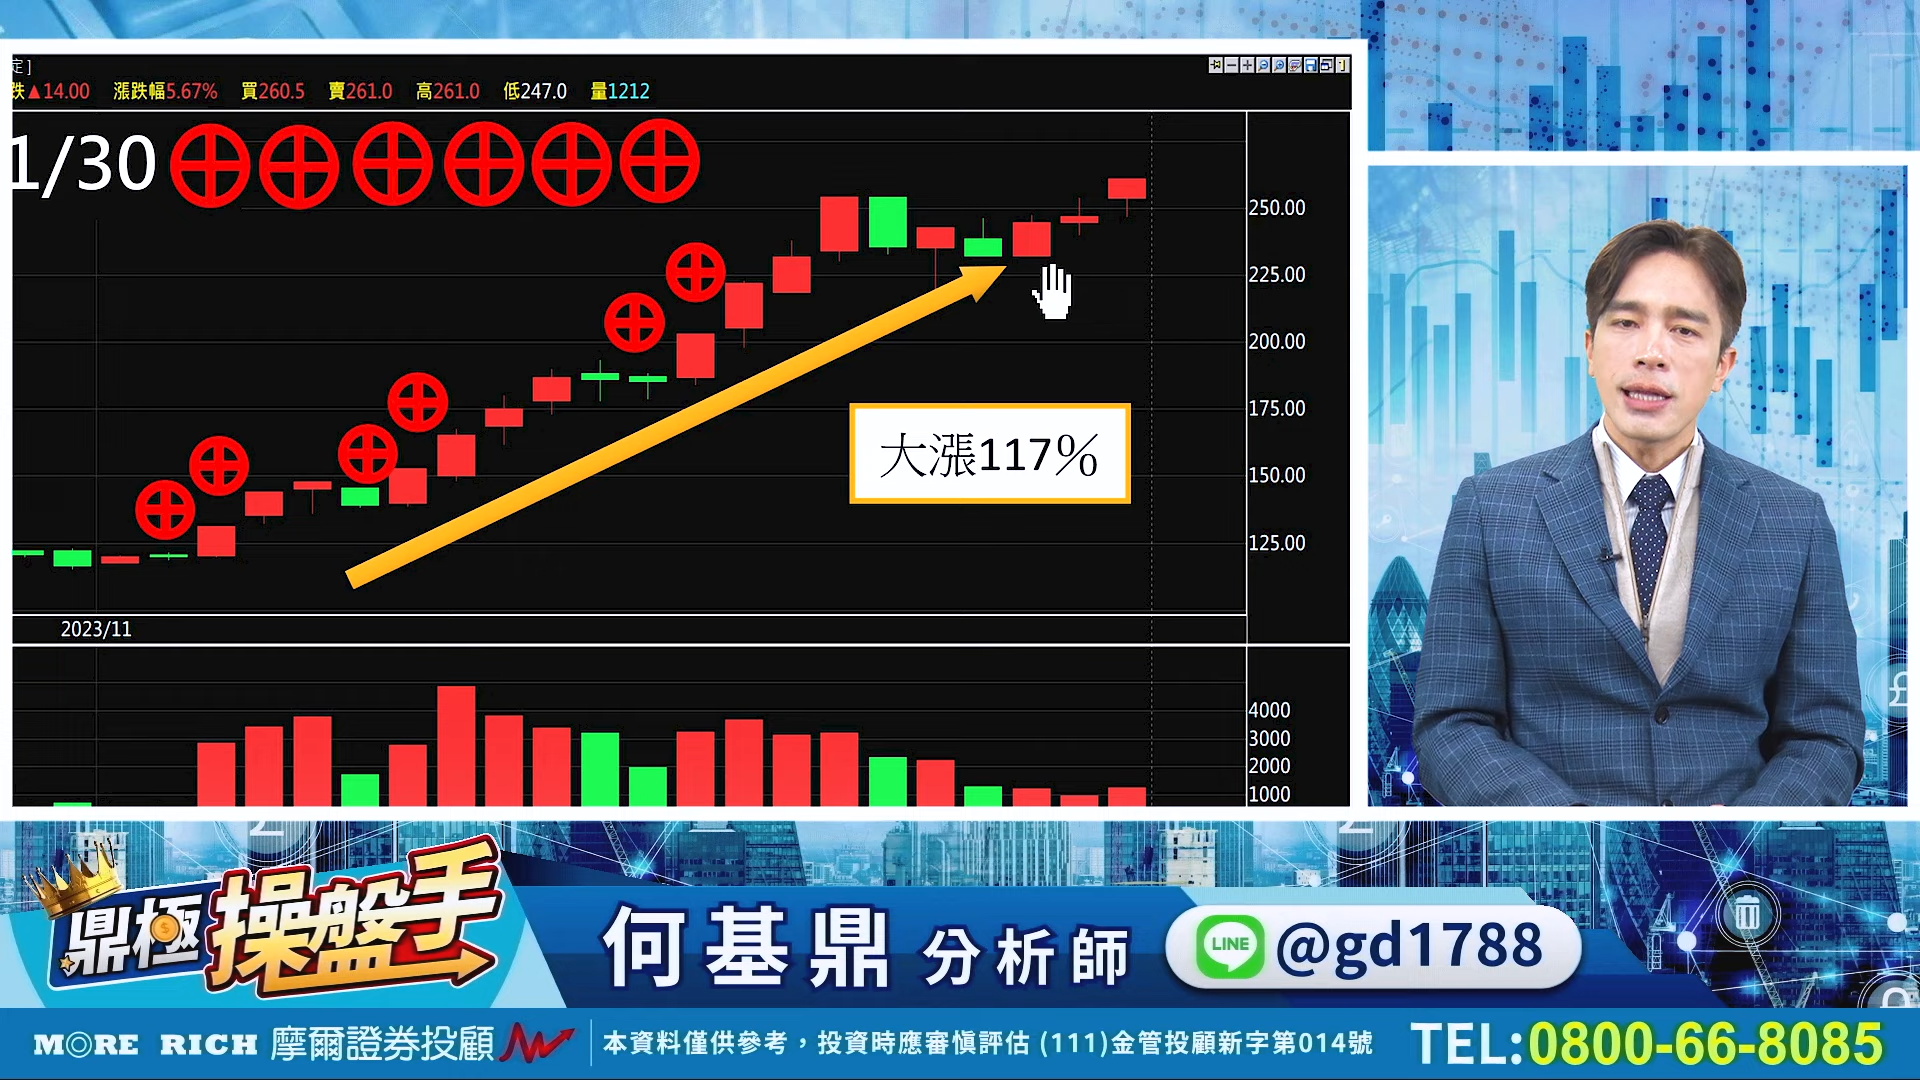 定]
跌▲14.00 漲跌幅5.67% 買260.5 賣261.0 高261.0 低247.0 量1212
1/30
250.00
225.00
200.00
175.00
150.00
125.00
大漲117%
2023/11
4000
3000
2000
1000
鼎極操盤手
何基鼎 分析師
LINE @gd1788
MORE RICH 摩爾證券投顧
本資料僅供參考，投資時應審慎評估 (111)金管投顧新字第014號
TEL:0800-66-8085